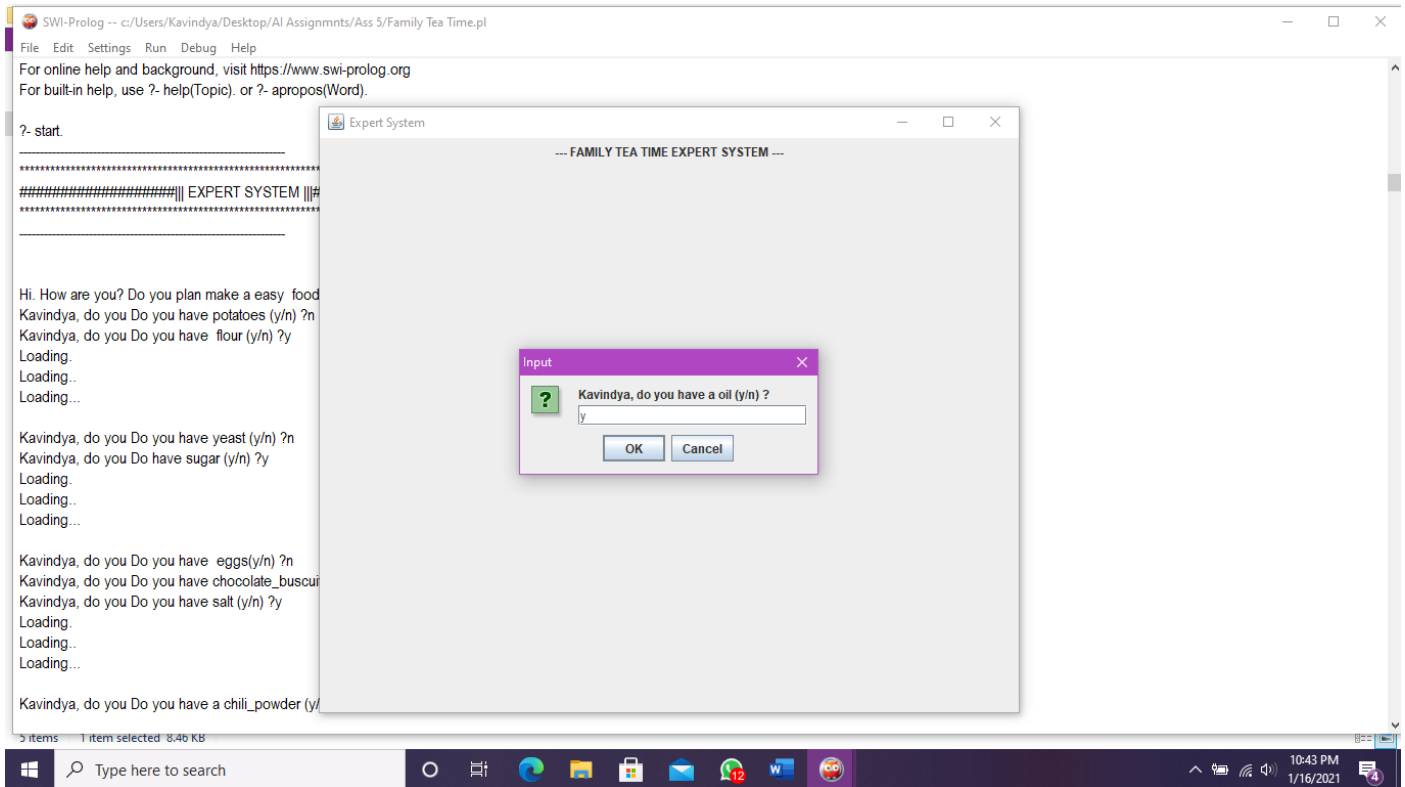 SWI-Prolog -- c:/Users/Kavindya/Desktop/AI Assignmnts/Ass 5/Family Tea Time.pl
File Edit Settings Run Debug Help
For online help and background, visit https://www.swi-prolog.org
For built-in help, use ?- help(Topic). or ?- apropos(Word).
?- start.
--------------------------------------------------------------------
************************************************************
####################||| EXPERT SYSTEM |||#
************************************************************
--------------------------------------------------------------------
Hi. How are you? Do you plan make a easy food
Kavindya, do you Do you have potatoes (y/n) ?n
Kavindya, do you Do you have flour (y/n) ?y
Loading.
Loading..
Loading...
Kavindya, do you Do you have yeast (y/n) ?n
Kavindya, do you Do have sugar (y/n) ?y
Loading.
Loading..
Loading...
Kavindya, do you Do you have eggs(y/n) ?n
Kavindya, do you Do you have chocolate_buscui
Kavindya, do you Do you have salt (y/n) ?y
Loading.
Loading..
Loading...
Kavindya, do you Do you have a chili_powder (y/
Expert System
--- FAMILY TEA TIME EXPERT SYSTEM ---
Input
Kavindya, do you have a oil (y/n) ?
y
OK Cancel
5 items 1 item selected 8.46 KB
Type here to search
12
10:43 PM
1/16/2021
4